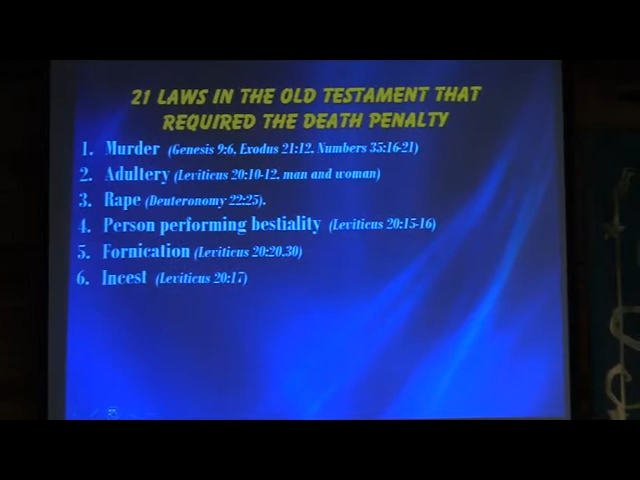 21 LAWS IN THE OLD TESTAMENT THAT
REQUIRED THE DEATH PENALTY
1. Murder (Genesis 9:6, Exodus 21:12, Numbers 35:16-21)
2. Adultery (Leviticus 20:10-12, man and woman)
3. Rape (Deuteronomy 22:25).
4. Person performing bestiality (Leviticus 20:15-16)
5. Fornication (Leviticus 20:20,30)
6. Incest (Leviticus 20:17)